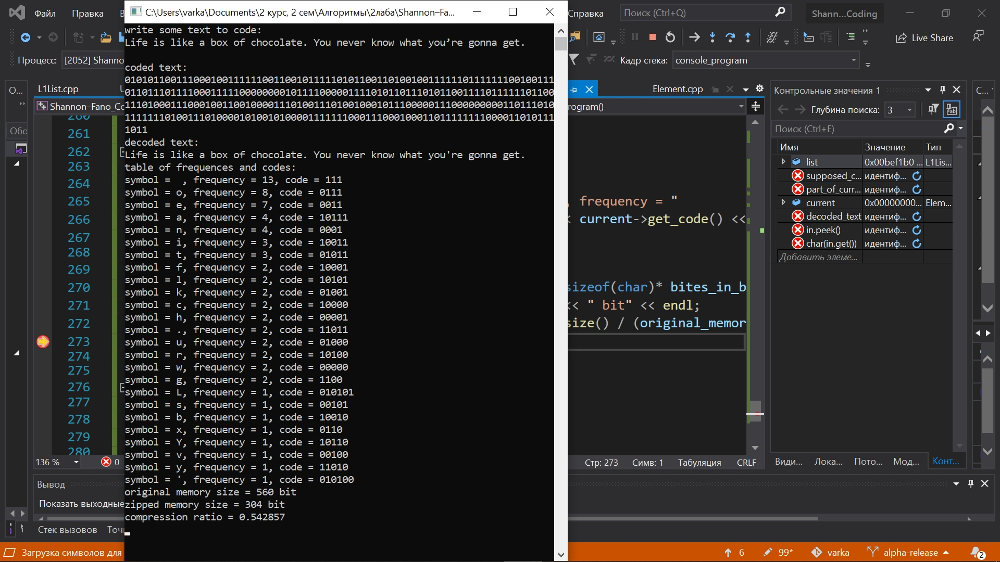 Файл Правка
C:\Users\varka\Documents\2 курс, 2 сем\Алгоритмы\2лаба\Shannon–Fa...
Справка
Поиск (Ctrl+Q)
Shann...Coding
Live Share
Процесс: [2052] Shanno
Кадр стека: console_program
О...
L1List.cpp
Element.cpp
Shannon–Fano_Co
rogram()
Обо
write some text to code:
Life is like a box of chocolate. You never know what you’re gonna get.
coded text:
decoded text:
Life is like a box of chocolate. You never know what you're gonna get.
table of frequences and codes:
symbol =  , frequency = 13, code = 111
symbol = o, frequency = 8, code = 0111
symbol = e, frequency = 7, code = 0011
symbol = a, frequency = 4, code = 10111
symbol = n, frequency = 4, code = 0001
symbol = i, frequency = 3, code = 10011
symbol = t, frequency = 3, code = 01011
symbol = f, frequency = 2, code = 10001
symbol = l, frequency = 2, code = 10101
symbol = k, frequency = 2, code = 01001
symbol = c, frequency = 2, code = 10000
symbol = h, frequency = 2, code = 00001
symbol = ., frequency = 2, code = 11011
symbol = u, frequency = 2, code = 01000
symbol = r, frequency = 2, code = 10100
symbol = w, frequency = 2, code = 00000
symbol = g, frequency = 2, code = 1100
symbol = L, frequency = 1, code = 010101
symbol = s, frequency = 1, code = 00101
symbol = b, frequency = 1, code = 10010
symbol = x, frequency = 1, code = 0110
symbol = Y, frequency = 1, code = 10110
symbol = v, frequency = 1, code = 00100
symbol = y, frequency = 1, code = 11010
symbol = ', frequency = 1, code = 010100
original memory size = 560 bit
zipped memory size = 304 bit
compression ratio = 0.542857
260
261
262
263
264
265
266
267
268
269
270
271
272
273
274
275
276
277
278
279
280
, frequency = "
< current->get_code() <<
sizeof(char)* bites_in_b
<< " bit" << endl;
size() / (original_memor
136 %
0
Стр: 273 Симв: 1 Табуляция CRLF
Контрольные значения 1
Глубина поиска: 3
Поиск (Ctrl+E)
Имя Значение Тип
list 0x00bef1b0 ... L1Lis...
supposed_c... идентиф...
part_of_curr... идентиф...
current 0x00000000... Elem...
decoded_text идентиф...
in.peek() идентиф...
char(in.get()) идентиф...
Добавить элеме...
Види... Лока... Пото... Мод... Конт...
С...
Вывод
Показать выходные
Стек вызовов Точ
Загрузка символов для
6 99* varka alpha-release 2